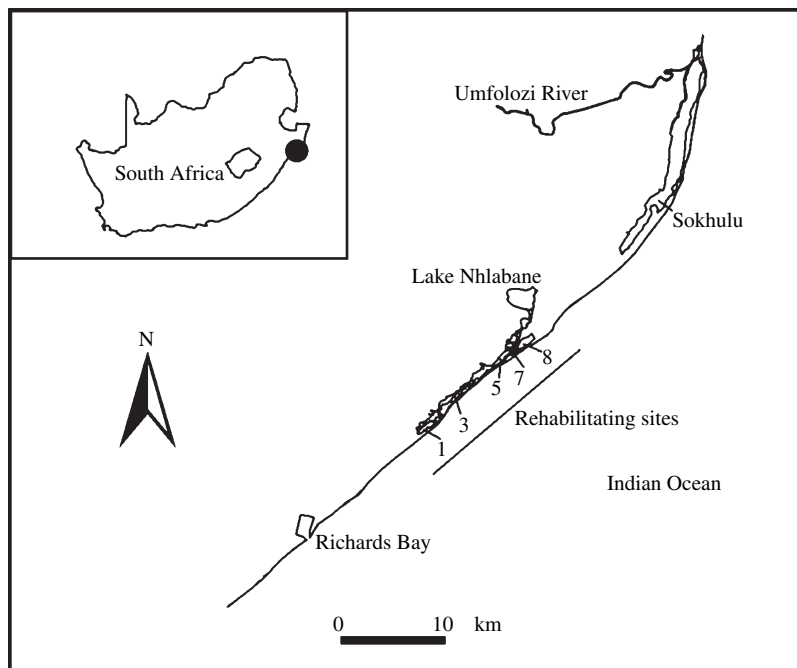 South Africa
Umfolozi River
Sokhulu
Lake Nhlabane
N
8
7
5
3
1
Rehabilitating sites
Indian Ocean
Richards Bay
0 10 km